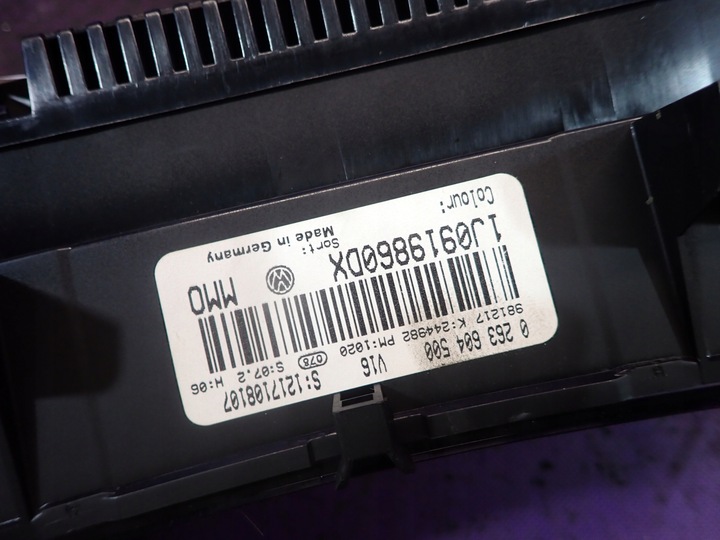 Colour:
1J0919860DX
Sort:
Made in Germany
MMO
981217 K:244982 PM:1020 078 S:07.2 H:06
0 263 604 500 V16 S:1217108107